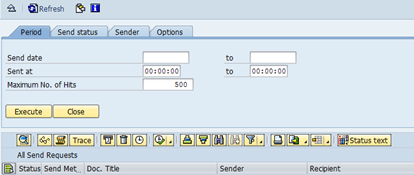 Refresh
Period Send status Sender Options
Send date to
Sent at 00:00:00 to 00:00:00
Maximum No. of Hits 500
Execute Close
Trace Status text
All Send Requests
Status Send Met... Doc. Title Sender Recipient